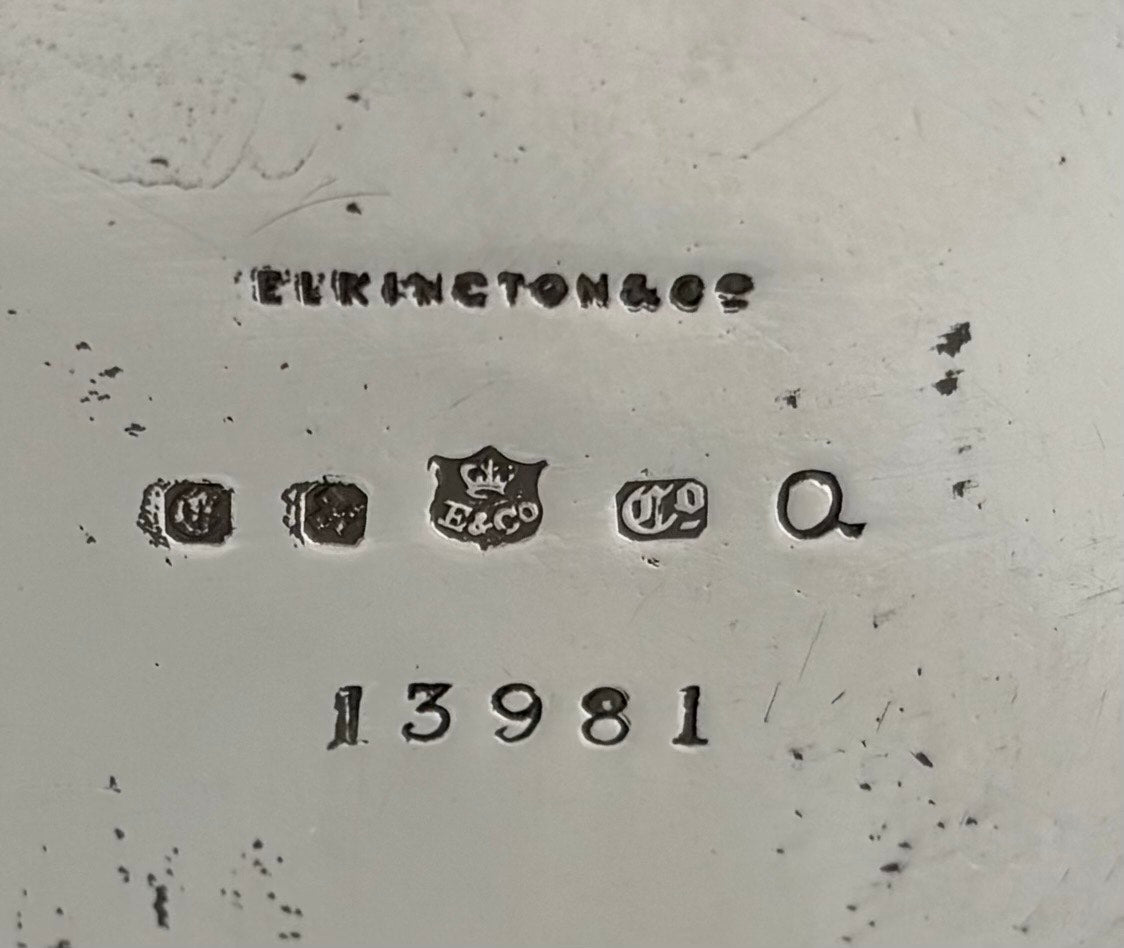 ELKINGTON & Cº
E & Co Cº Q
13981